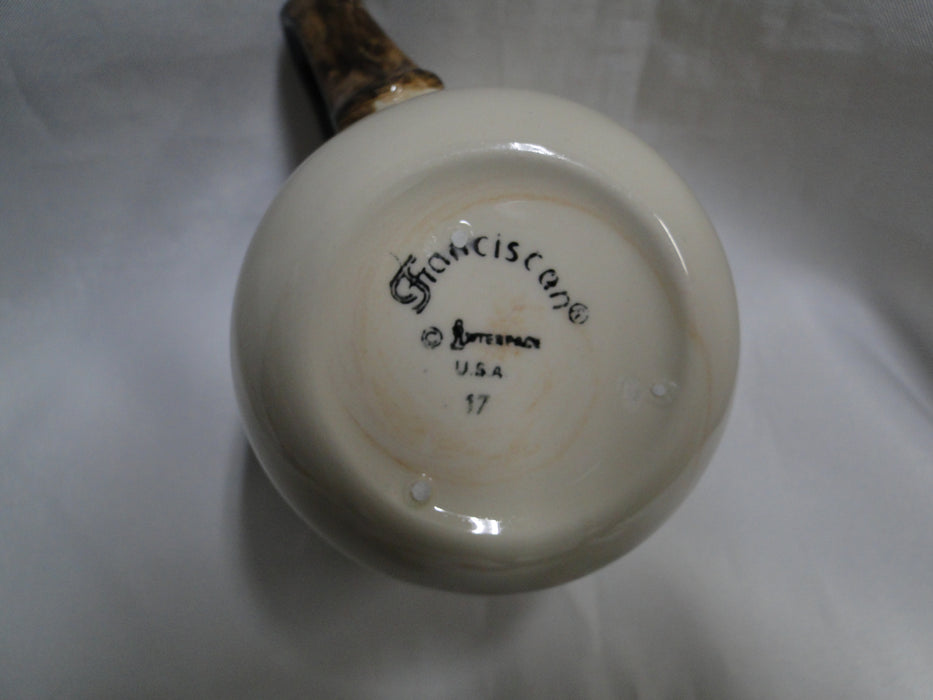 Franciscan®
© INTERPACE
U.S.A
17